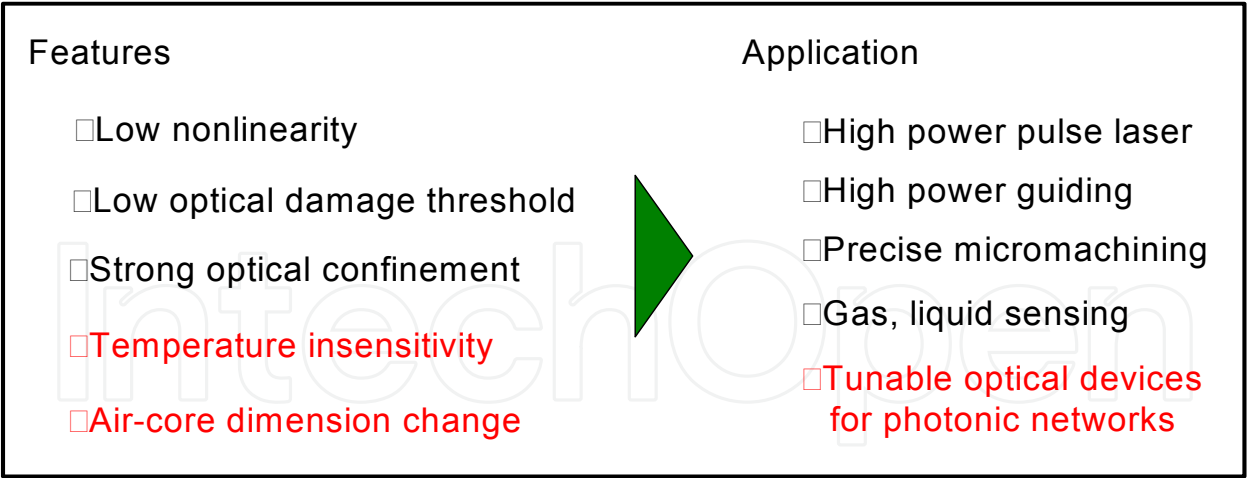 Features
□Low nonlinearity
□Low optical damage threshold
□Strong optical confinement
□Temperature insensitivity
□Air-core dimension change
Application
□High power pulse laser
□High power guiding
□Precise micromachining
□Gas, liquid sensing
□Tunable optical devices
for photonic networks
IntechOpen